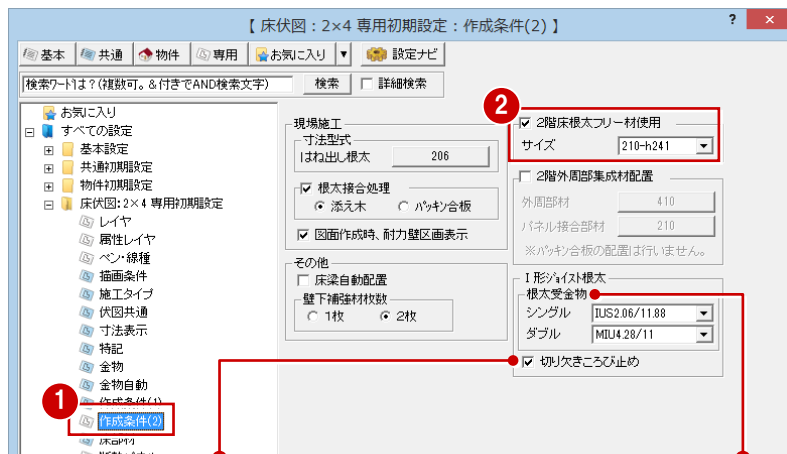 【 床伏図：2×4 専用初期設定：作成条件(2) 】
? ×
基本 共通 物件 専用 お気に入り ▼ 設定ナビ
検索ワードは？(複数可。&付きでAND検索文字) 検索 詳細検索
お気に入り
すべての設定
基本設定
共通初期設定
物件初期設定
床伏図:2×4 専用初期設定
レイヤ
属性レイヤ
ペン・線種
描画条件
施工タイプ
伏図共通
寸法表示
特記
金物
金物自動
作成条件(1)
1
作成条件(2)
床部材
現場施工
寸法型式
はね出し根太 206
根太接合処理
添え木 パッキン合板
図面作成時、耐力壁区画表示
その他
床梁自動配置
壁下補強材枚数
1枚 2枚
2
2階床根太フリー材使用
サイズ 210-h241
2階外周部集成材配置
外周部材 410
パネル接合部材 210
※パッキン合板の配置は行いません。
I 形ジョイスト根太
根太受金物
シングル IUS2.06/11.88
ダブル MIU4.28/11
切り欠きころび止め